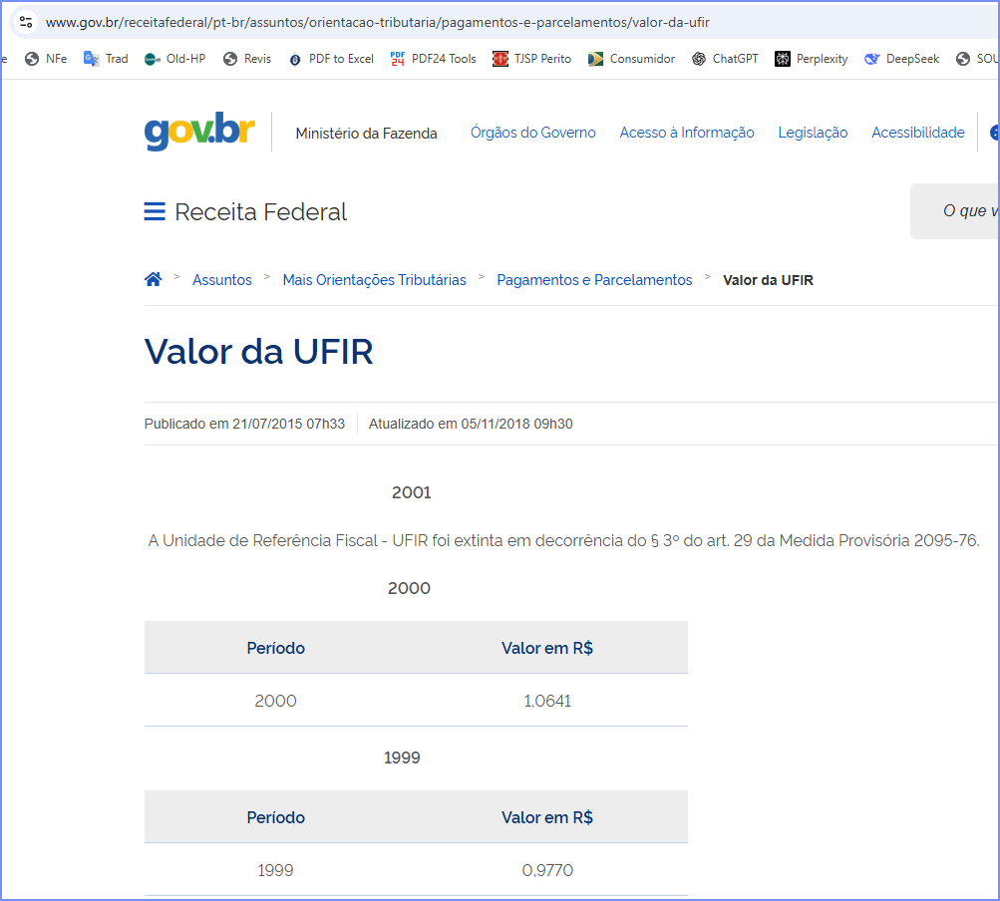 www.gov.br/receitafederal/pt-br/assuntos/orientacao-tributaria/pagamentos-e-parcelamentos/valor-da-ufir
e NFe Trad Old-HP Revis PDF to Excel PDF24 Tools TJSP Perito Consumidor ChatGPT Perplexity DeepSeek SOU
gov.br Ministério da Fazenda Órgãos do Governo Acesso à Informação Legislação Acessibilidade
Receita Federal O que v
> Assuntos > Mais Orientações Tributárias > Pagamentos e Parcelamentos > Valor da UFIR
Valor da UFIR
Publicado em 21/07/2015 07h33 Atualizado em 05/11/2018 09h30
2001
A Unidade de Referência Fiscal - UFIR foi extinta em decorrência do § 3º do art. 29 da Medida Provisória 2095-76.
2000
Período Valor em R$
2000 1,0641
1999
Período Valor em R$
1999 0,9770